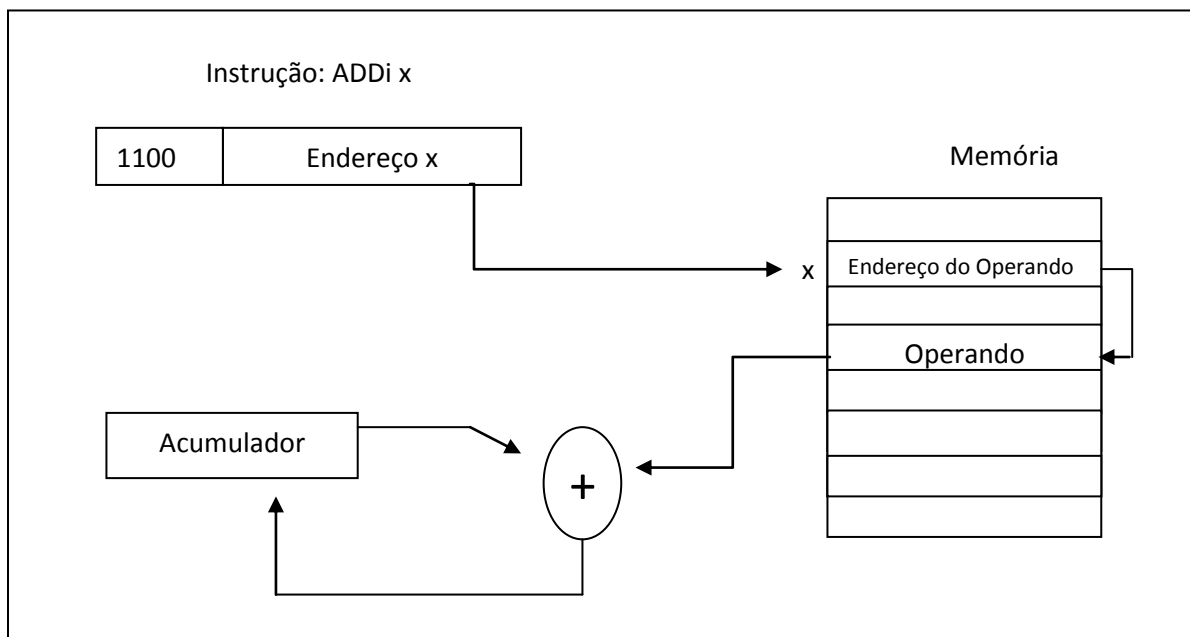 Instrução: ADDi x
1100
Endereço x
Memória
x
Endereço do Operando
Operando
Acumulador
+